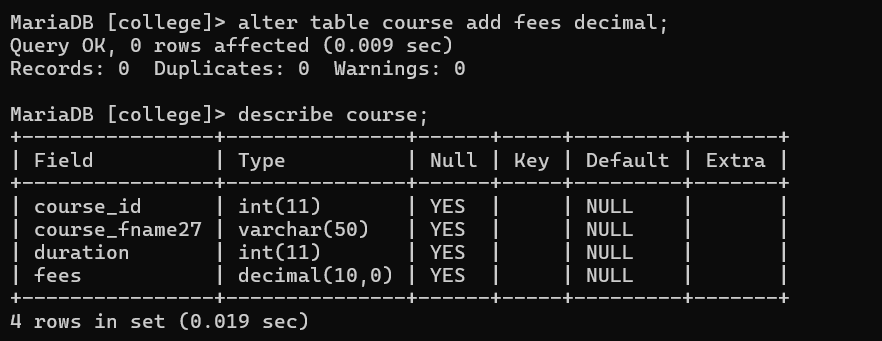 MariaDB [college]> alter table course add fees decimal;
Query OK, 0 rows affected (0.009 sec)
Records: 0  Duplicates: 0  Warnings: 0

MariaDB [college]> describe course;
+----------------+---------------+------+-----+---------+-------+
| Field          | Type          | Null | Key | Default | Extra |
+----------------+---------------+------+-----+---------+-------+
| course_id      | int(11)       | YES  |     | NULL    |       |
| course_fname27 | varchar(50)   | YES  |     | NULL    |       |
| duration       | int(11)       | YES  |     | NULL    |       |
| fees           | decimal(10,0) | YES  |     | NULL    |       |
+----------------+---------------+------+-----+---------+-------+
4 rows in set (0.019 sec)